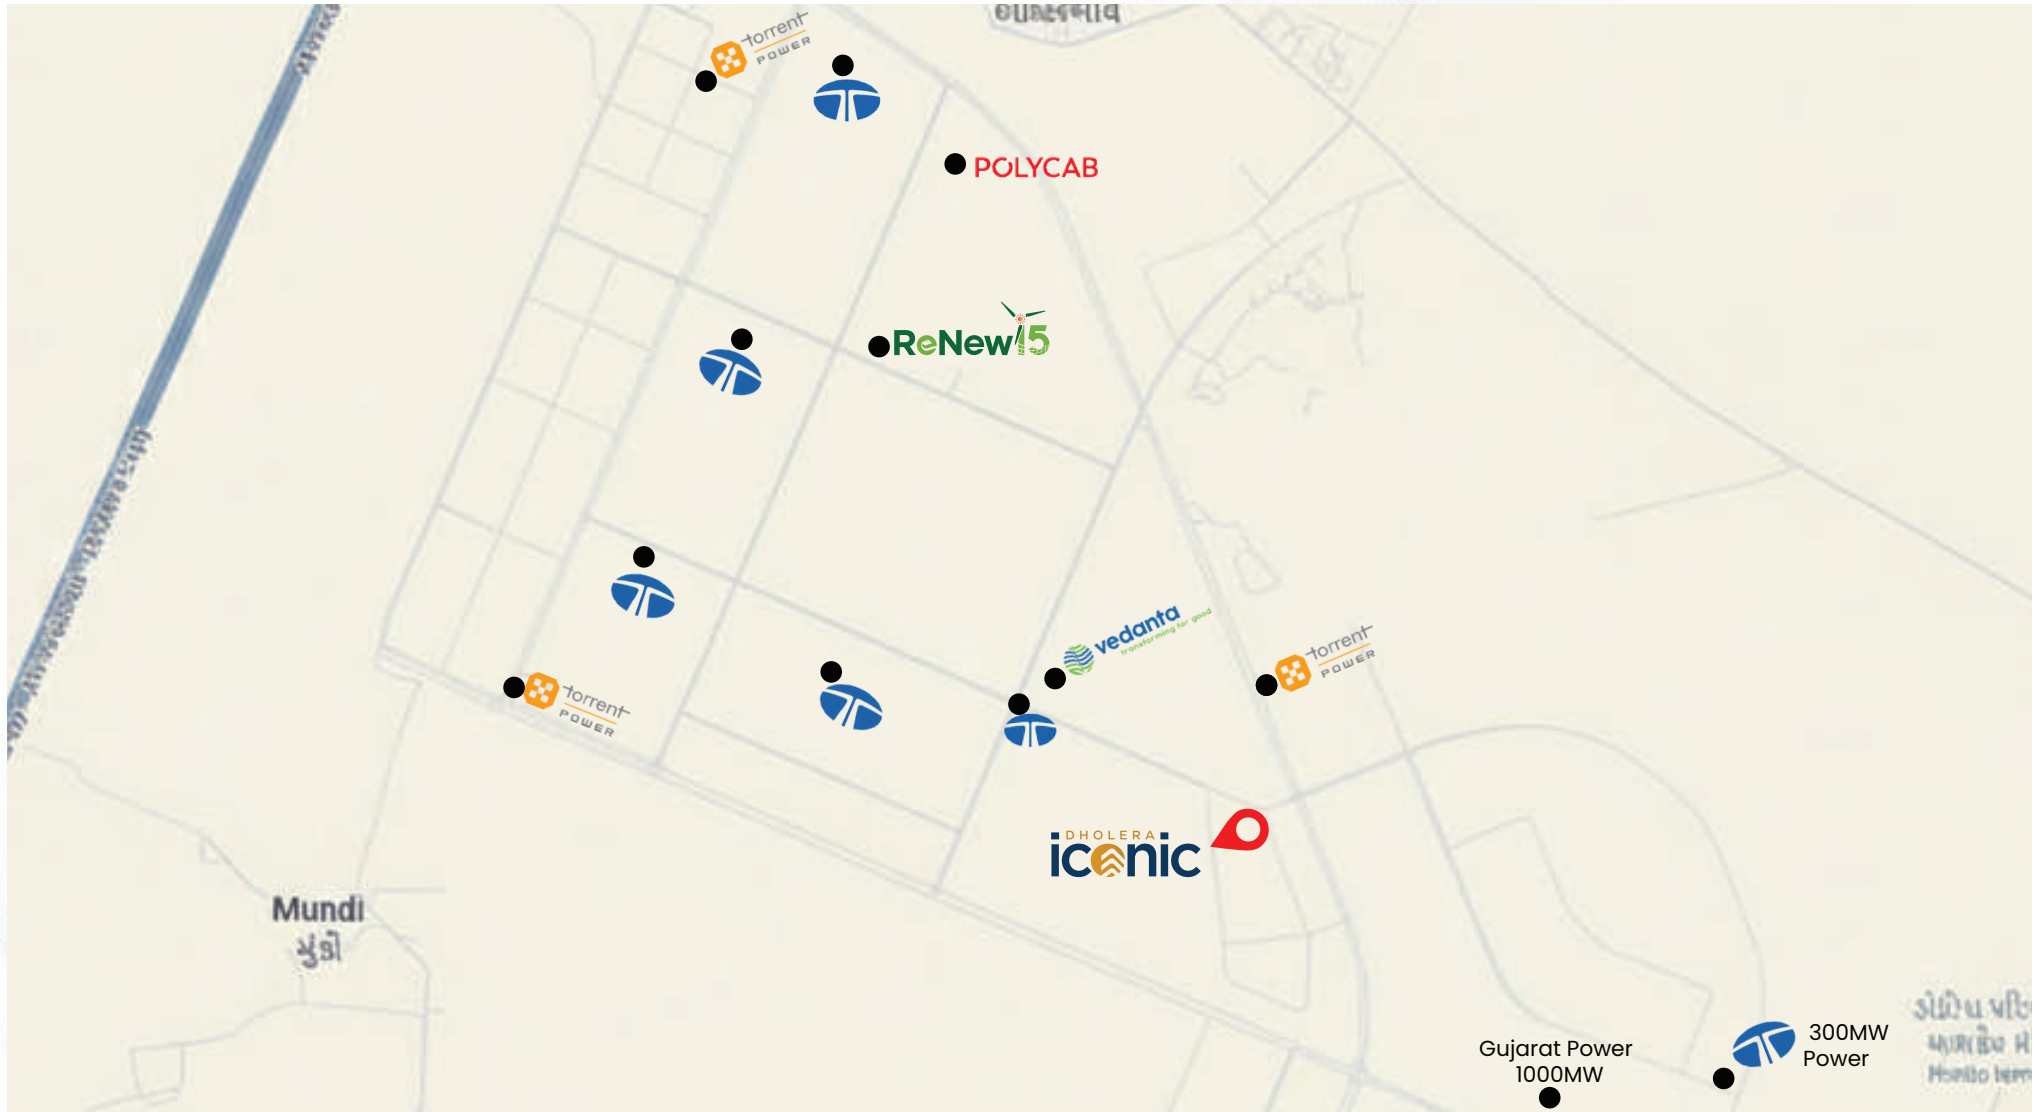 torrent
POWER
POLYCAB
ReNew 15
vedanta
transforming for good
torrent
POWER
torrent
POWER
DHOLERA
iconic
Mundi
મુંડી
300MW
Power
Gujarat Power
1000MW